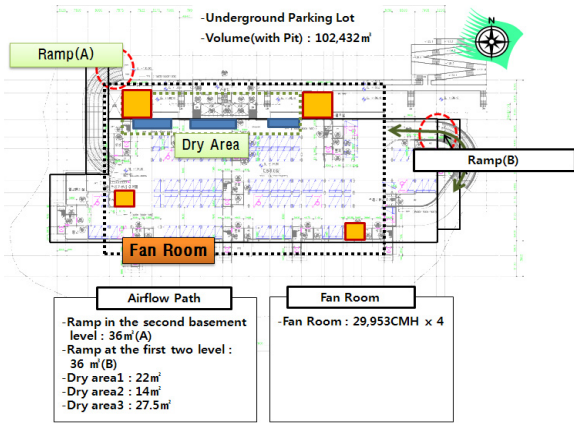 -Underground Parking Lot
-Volume(with Pit) : 102,432㎥
N
Ramp(A)
Dry Area
Ramp(B)
Fan Room
Airflow Path
-Ramp in the second basement
level : 36㎡(A)
-Ramp at the first two level :
36 ㎡(B)
-Dry area1 : 22㎡
-Dry area2 : 14㎡
-Dry area3 : 27.5㎡
Fan Room
-Fan Room : 29,953CMH x 4